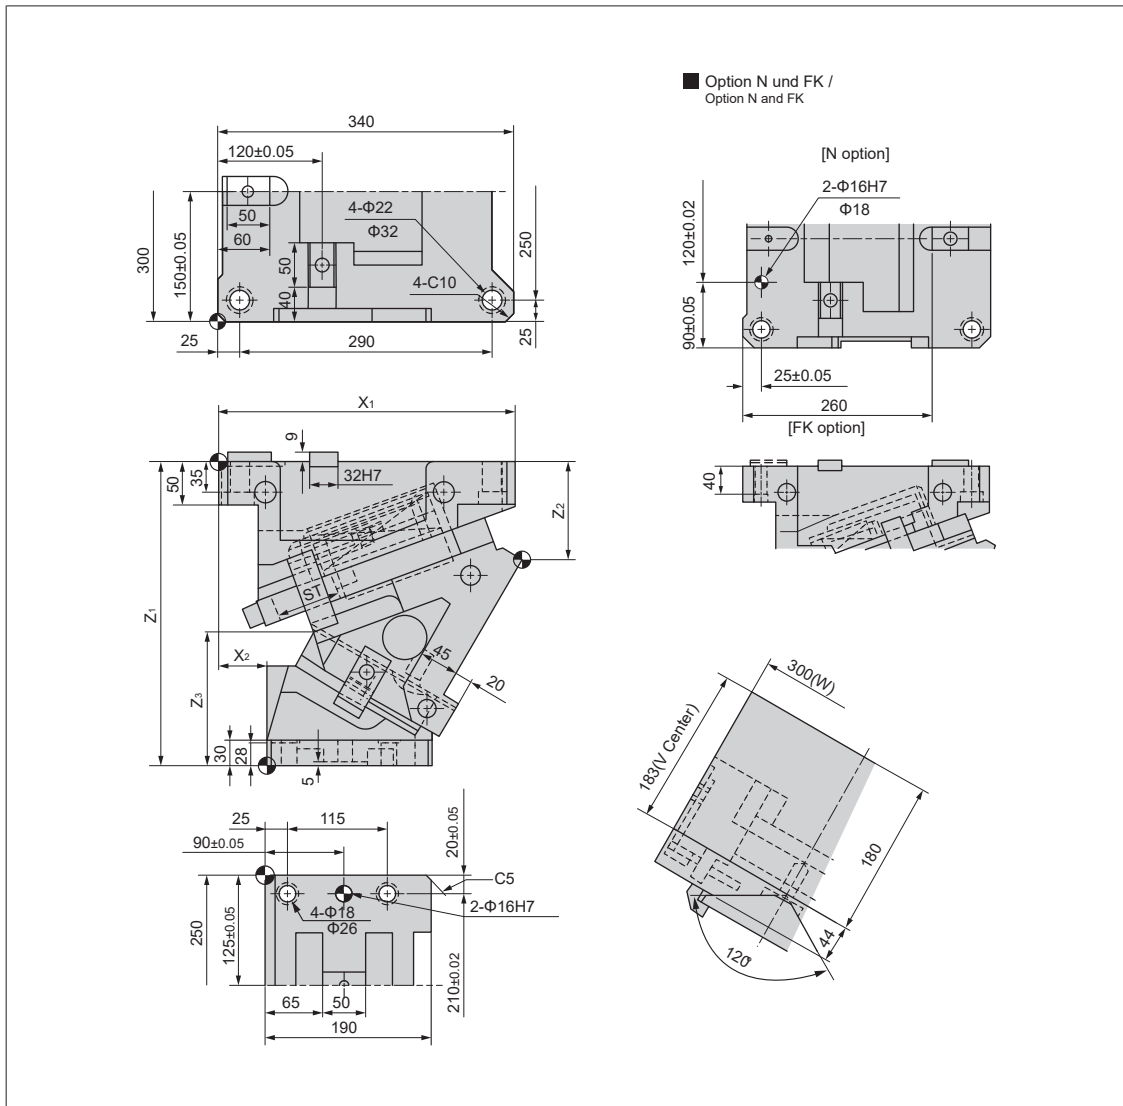 Option N und FK /
Option N and FK
340
120±0.05
[N option]
2-Φ16H7
Φ18
4-Φ22
Φ32
50
60
50
40
4-C10
300
150±0.05
250
25
25
290
120±0.02
90±0.05
25±0.05
260
[FK option]
X1
9
32H7
50
35
Z2
40
ST
Z1
X2
Z3
45
20
30
28
5
300(W)
183(V Center)
180
44
120°
25
115
90±0.05
20±0.05
C5
2-Φ16H7
4-Φ18
Φ26
250
125±0.05
210±0.02
65
50
190